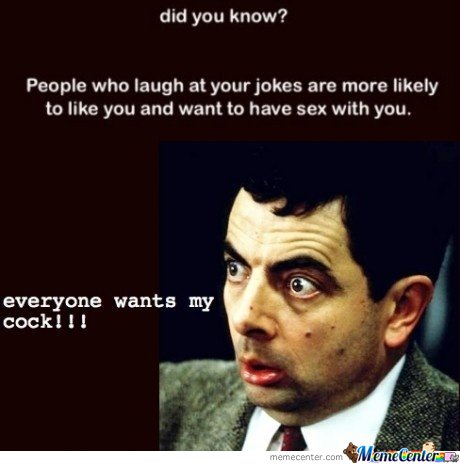 did you know?
People who laugh at your jokes are more likely
to like you and want to have sex with you.
everyone wants my
cock!!!
memecenter.com MemeCenter